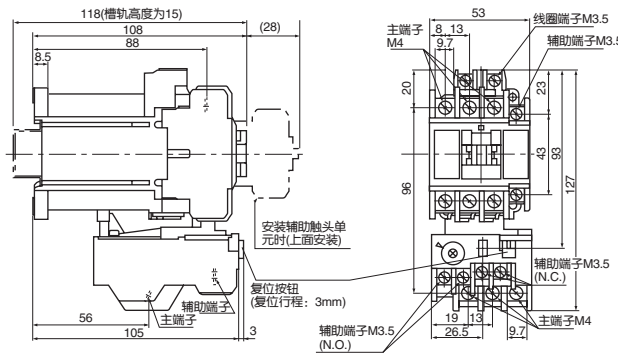 118(槽轨高度为15)
108
(28)
88
8.5
安装辅助触头单
元时(上面安装)
复位按钮
(复位行程：3mm)
辅助端子
主端子
56
105
3
53
主端子
M4
8
13
9.7
线圈端子M3.5
辅助端子M3.5
20
23
43
93
96
127
辅助端子M3.5
(N.C.)
辅助端子M3.5
(N.O.)
主端子M4
19
13
26.5
9.7